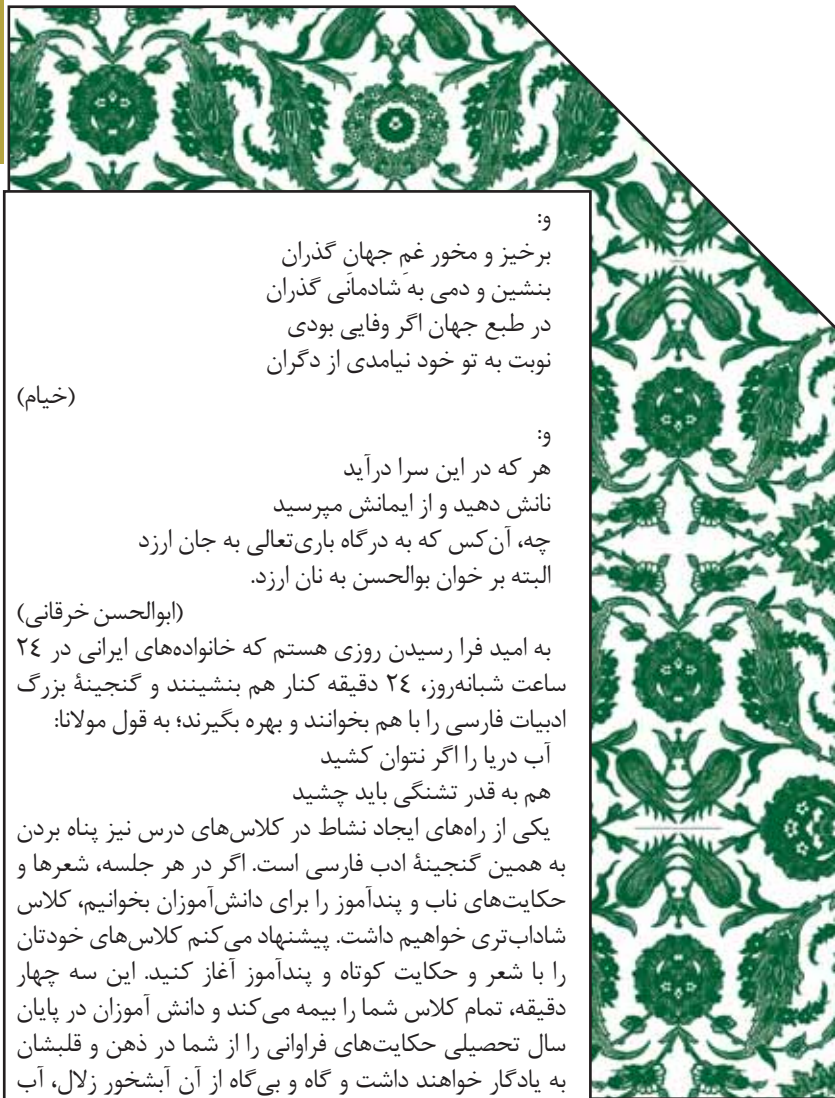 و:
برخیز و مخور غمِ جهانِ گذران
بنشین و دمی به شادمانی گذران
در طبع جهان اگر وفایی بودی
نوبت به تو خود نیامدی از دگران
(خیام)
و:
هر که در این سرا درآید
نانش دهید و از ایمانش مپرسید
چه، آن‌کس که به درگاه باری‌تعالی به جان ارزد
البته بر خوان بوالحسن به نان ارزد.
(ابوالحسن خرقانی)
به امید فرا رسیدن روزی هستم که خانواده‌های ایرانی در ۲٤
ساعت شبانه‌روز، ۲٤ دقیقه کنار هم بنشینند و گنجینهٔ بزرگ
ادبیات فارسی را با هم بخوانند و بهره بگیرند؛ به قول مولانا:
آب دریا را اگر نتوان کشید
هم به قدر تشنگی باید چشید
یکی از راه‌های ایجاد نشاط در کلاس‌های درس نیز پناه بردن
به همین گنجینهٔ ادب فارسی است. اگر در هر جلسه، شعرها و
حکایت‌های ناب و پندآموز را برای دانش‌آموزان بخوانیم، کلاس
شاداب‌تری خواهیم داشت. پیشنهاد می‌کنم کلاس‌های خودتان
را با شعر و حکایت کوتاه و پندآموز آغاز کنید. این سه چهار
دقیقه، تمام کلاس شما را بیمه می‌کند و دانش آموزان در پایان
سال تحصیلی حکایت‌های فراوانی را از شما در ذهن و قلبشان
به یادگار خواهند داشت و گاه و بی‌گاه از آن آبشخور زلال، آب